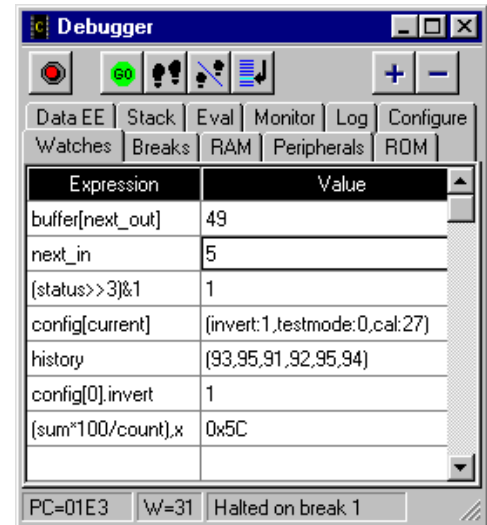 C Debugger
GO
Data EE Stack Eval Monitor Log Configure
Watches Breaks RAM Peripherals ROM
Expression Value
buffer[next_out] 49
next_in 5
(status>>3)&1 1
config[current] (invert:1,testmode:0,cal:27)
history (93,95,91,92,95,94)
config[0].invert 1
(sum*100/count),x 0x5C
PC=01E3 W=31 Halted on break 1